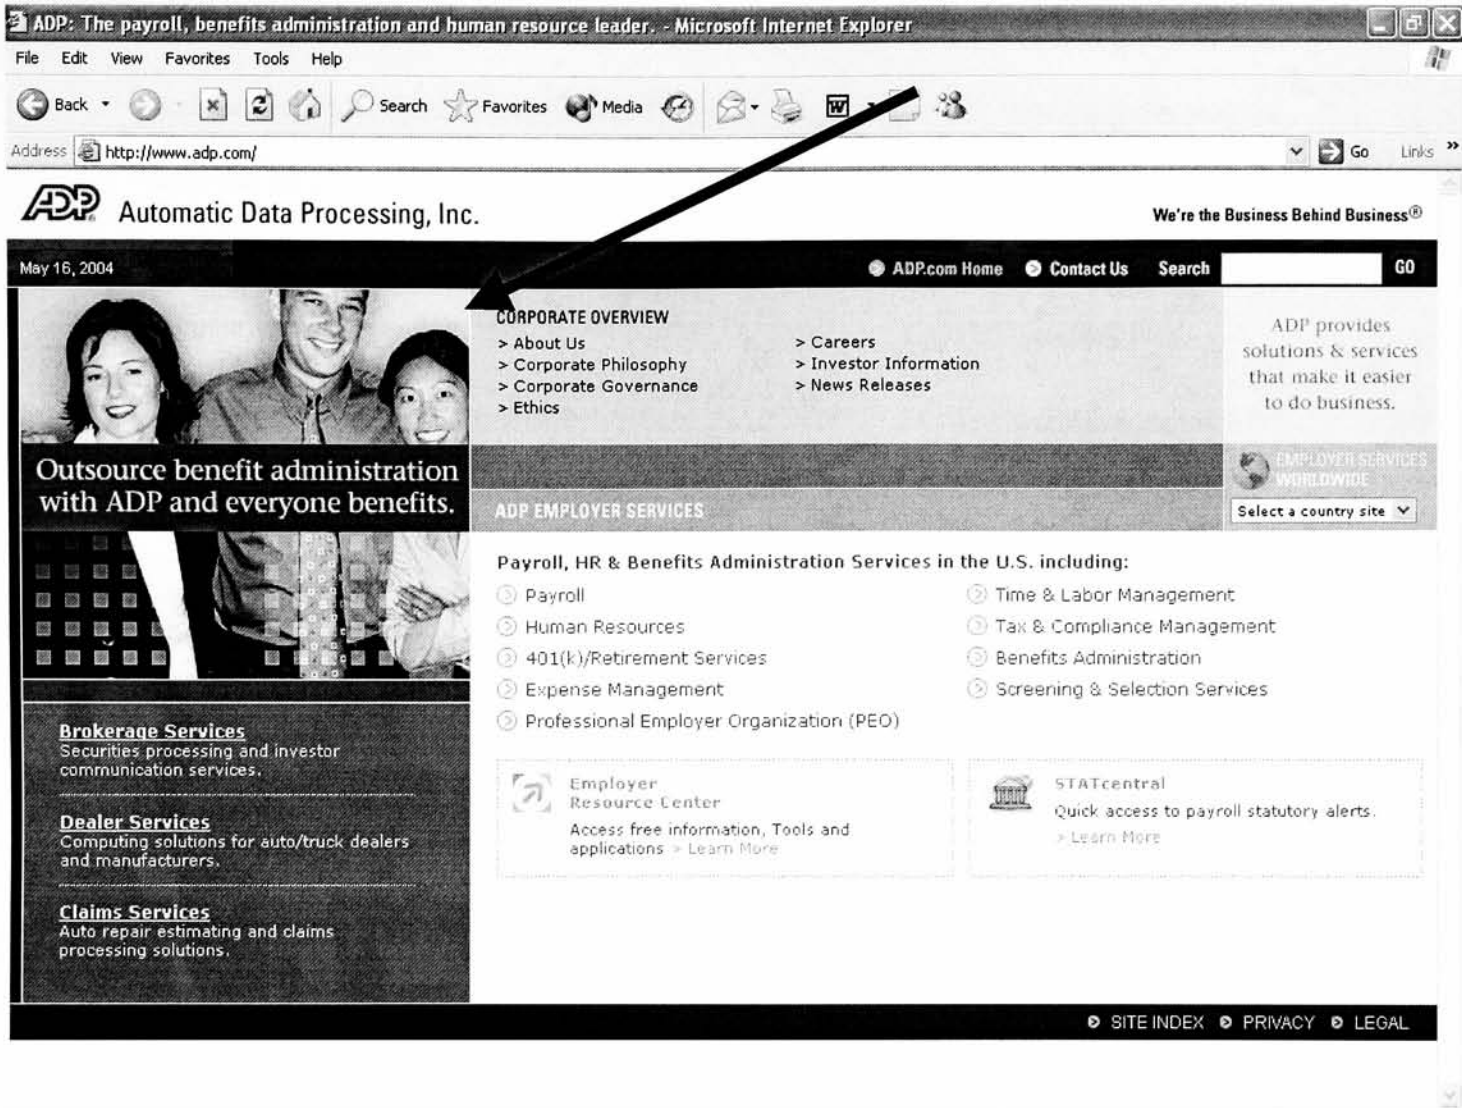 ADP: The payroll, benefits administration and human resource leader. - Microsoft Internet Explorer
File Edit View Favorites Tools Help
Back Search Favorites Media
Address http://www.adp.com/ Go Links »
ADP Automatic Data Processing, Inc.
We're the Business Behind Business®
May 16, 2004
ADP.com Home Contact Us Search GO
CORPORATE OVERVIEW
> About Us
> Corporate Philosophy
> Corporate Governance
> Ethics
> Careers
> Investor Information
> News Releases
ADP provides
solutions & services
that make it easier
to do business.
Outsource benefit administration
with ADP and everyone benefits.
EMPLOYER SERVICES
WORLDWIDE
Select a country site
ADP EMPLOYER SERVICES
Payroll, HR & Benefits Administration Services in the U.S. including:
Payroll
Human Resources
401(k)/Retirement Services
Expense Management
Professional Employer Organization (PEO)
Time & Labor Management
Tax & Compliance Management
Benefits Administration
Screening & Selection Services
Brokerage Services
Securities processing and investor
communication services.
Dealer Services
Computing solutions for auto/truck dealers
and manufacturers.
Claims Services
Auto repair estimating and claims
processing solutions.
Employer
Resource Center
Access free information, Tools and
applications > Learn More
STATcentral
Quick access to payroll statutory alerts.
> Learn More
SITE INDEX PRIVACY LEGAL